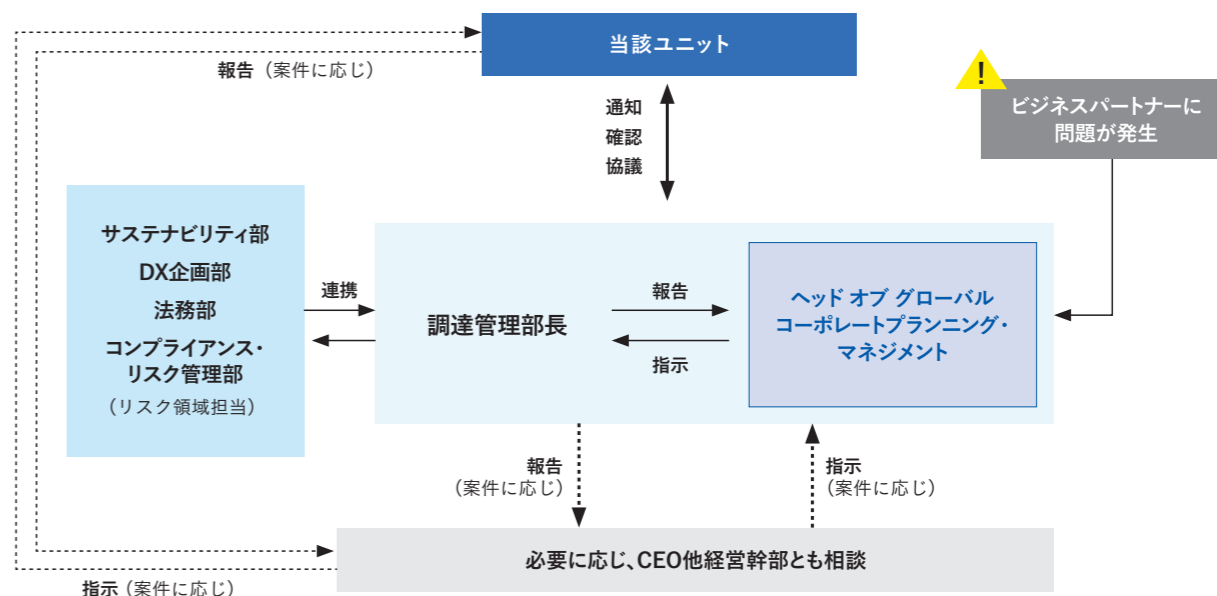 当該ユニット
報告（案件に応じ）
!
ビジネスパートナーに
問題が発生
通知
確認
協議
サステナビリティ部
DX企画部
法務部
コンプライアンス・
リスク管理部
（リスク領域担当）
連携
調達管理部長
報告
指示
ヘッド オブ グローバル
コーポレートプランニング・
マネジメント
報告
（案件に応じ）
指示
（案件に応じ）
必要に応じ、CEO他経営幹部とも相談
指示（案件に応じ）